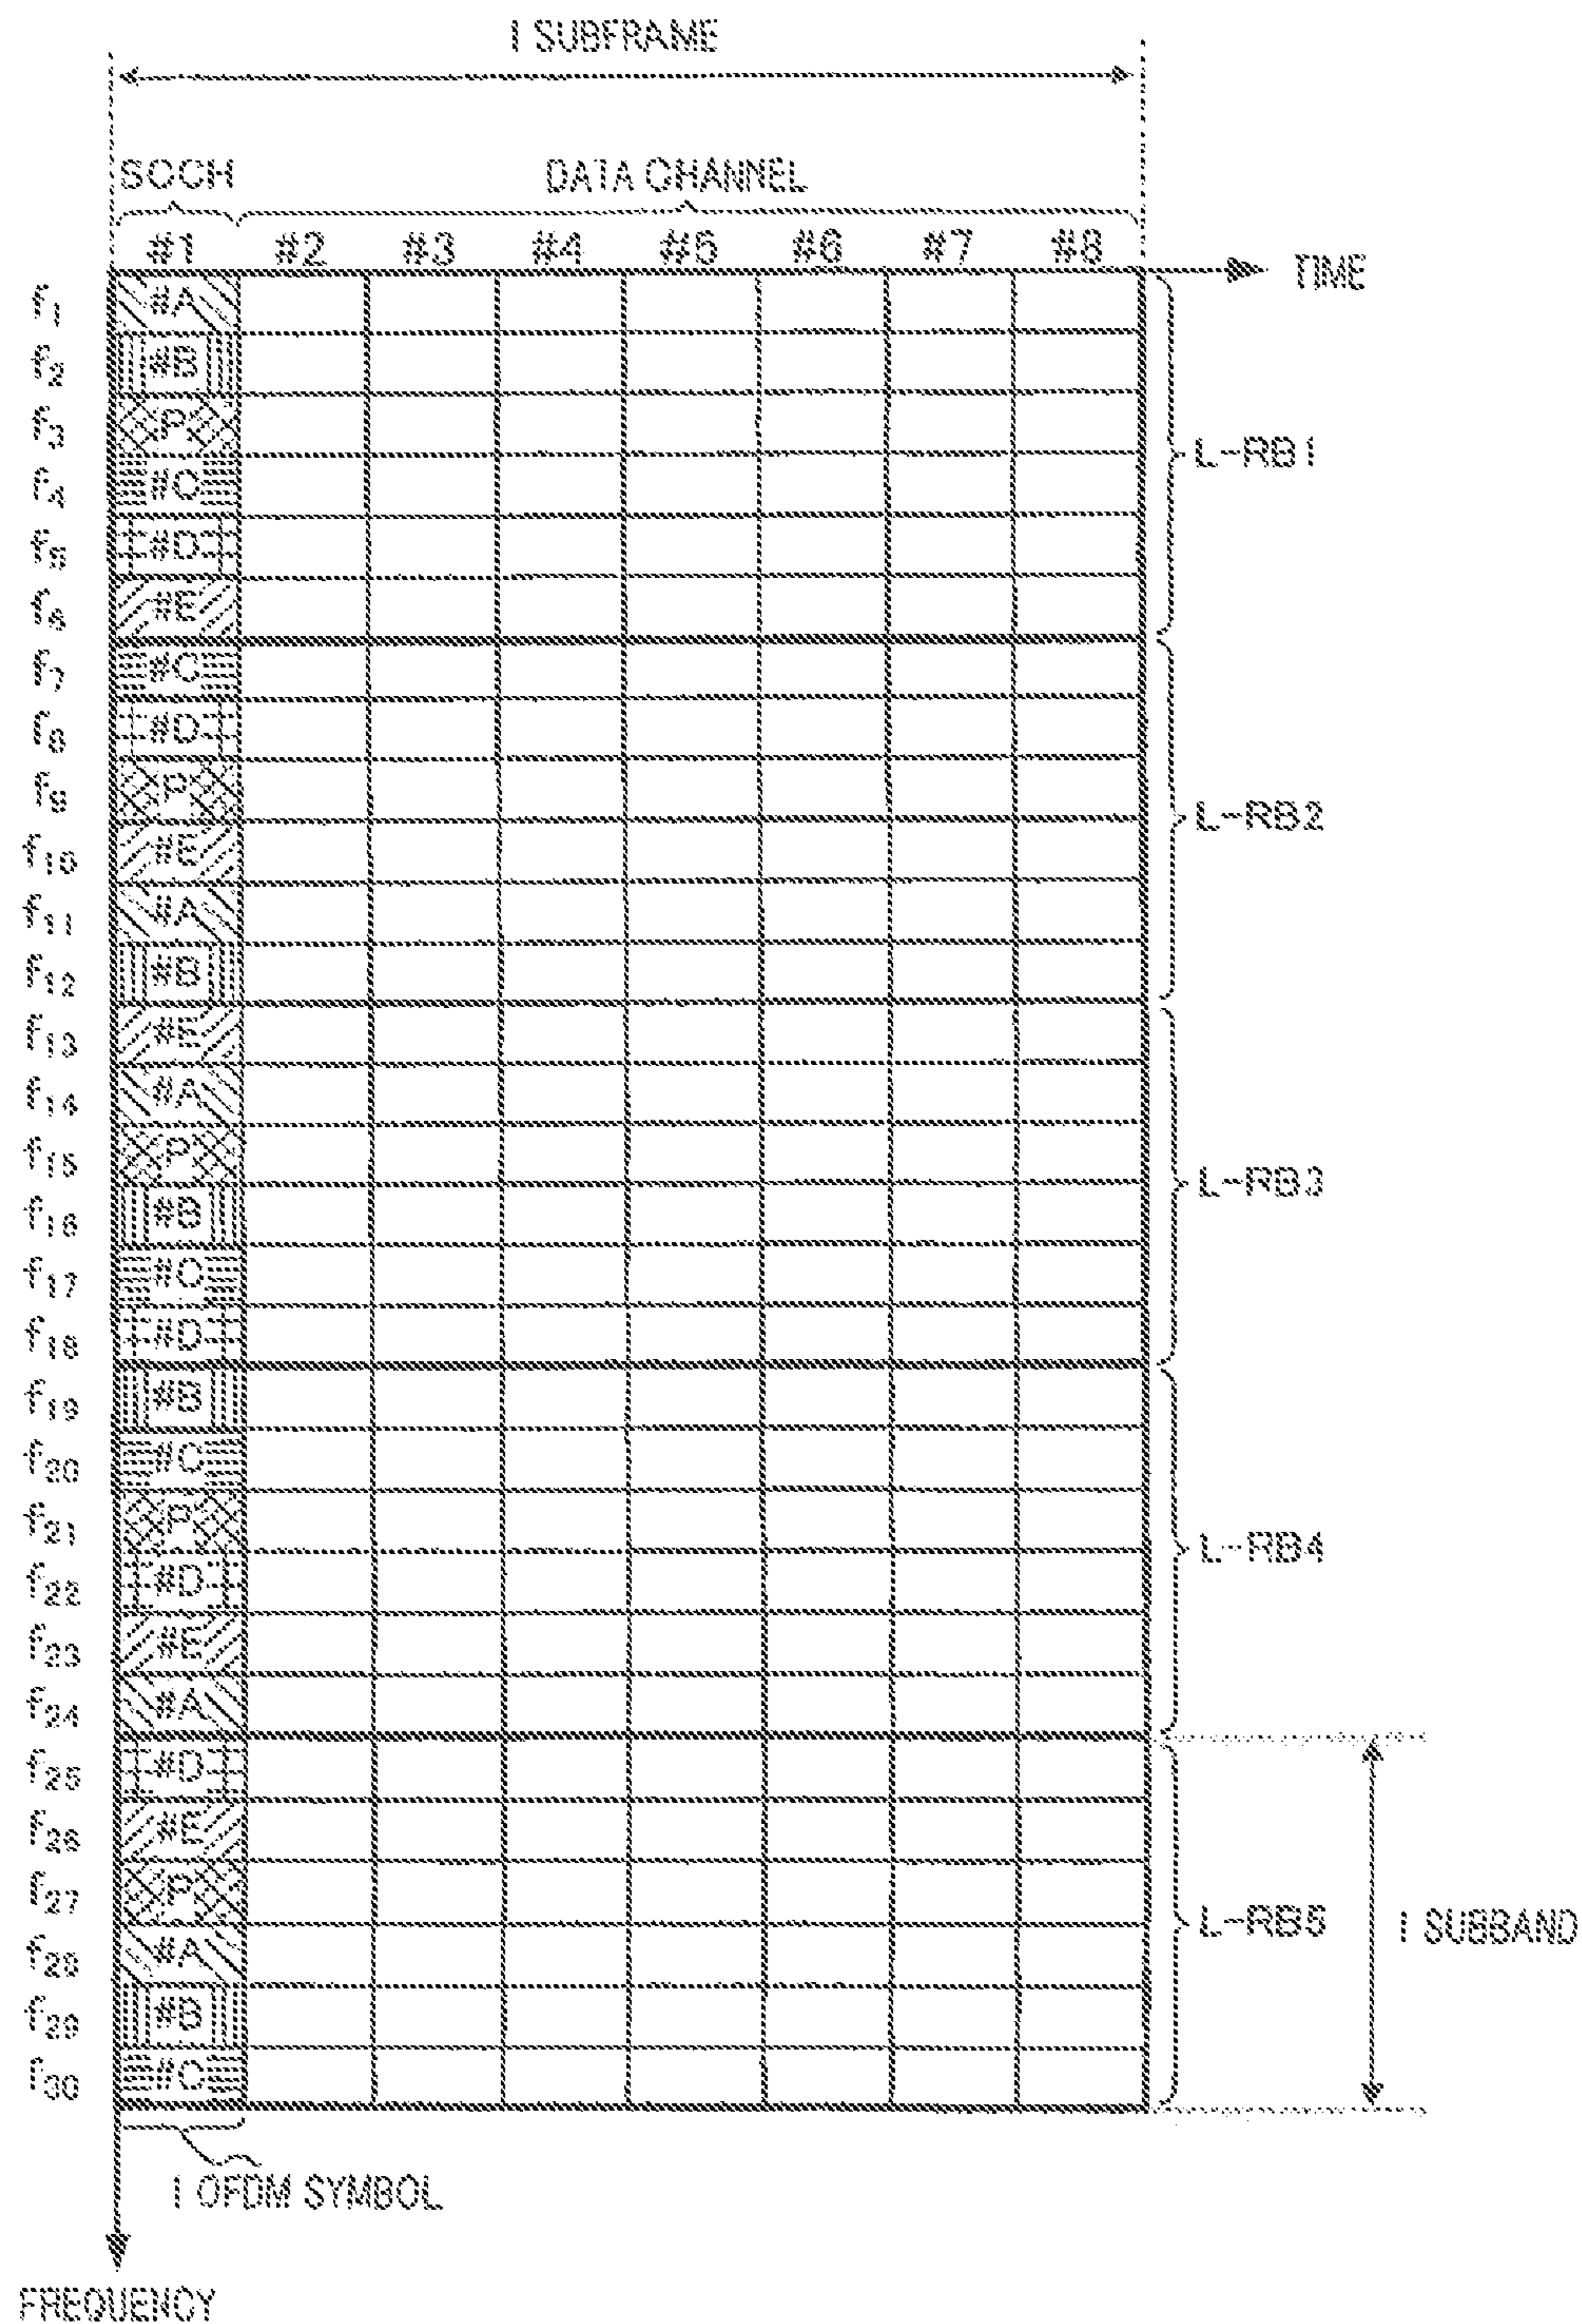 1 SUBFRAME
SCCH DATA CHANNEL
#1 #2 #3 #4 #5 #6 #7 #8 TIME
f1 #A
f2 #B
f3 P
f4 #C L-RB1
f5 #D
f6 #E
f7 #C
f8 #D
f9 P
f10 #E L-RB2
f11 #A
f12 #B
f13 #E
f14 #A
f15 P
f16 #B L-RB3
f17 #C
f18 #D
f19 #B
f20 #C
f21 P
f22 #D L-RB4
f23 #E
f24 #A
f25 #D
f26 #E
f27 P
f28 #A L-RB5 1 SUBBAND
f29 #B
f30 #C
1 OFDM SYMBOL
FREQUENCY